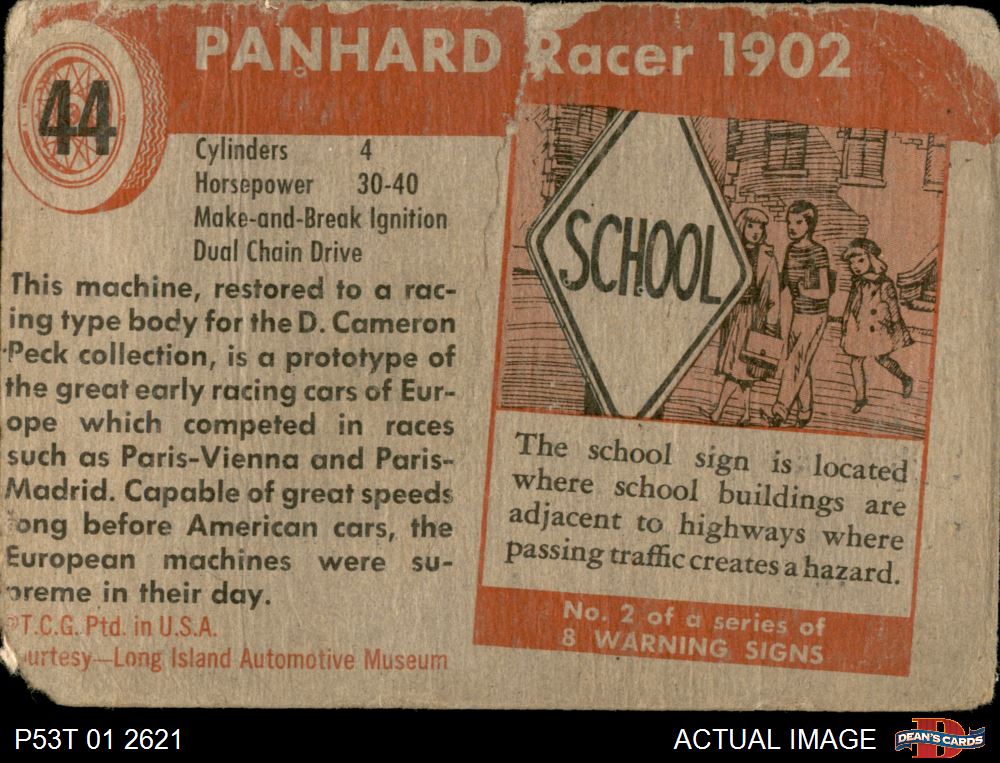 PANHARD Racer 1902
44
Cylinders 4
Horsepower 30-40
Make-and-Break Ignition
Dual Chain Drive
This machine, restored to a rac-
ing type body for the D. Cameron
Peck collection, is a prototype of
the great early racing cars of Eur-
ope which competed in races
such as Paris-Vienna and Paris-
Madrid. Capable of great speeds
ong before American cars, the
European machines were su-
preme in their day.
©T.C.G. Ptd. in U.S.A.
urtesy—Long Island Automotive Museum
SCHOOL
The school sign is located
where school buildings are
adjacent to highways where
passing traffic creates a hazard.
No. 2 of a series of
8 WARNING SIGNS
P53T 01 2621
ACTUAL IMAGE
DEAN'S CARDS